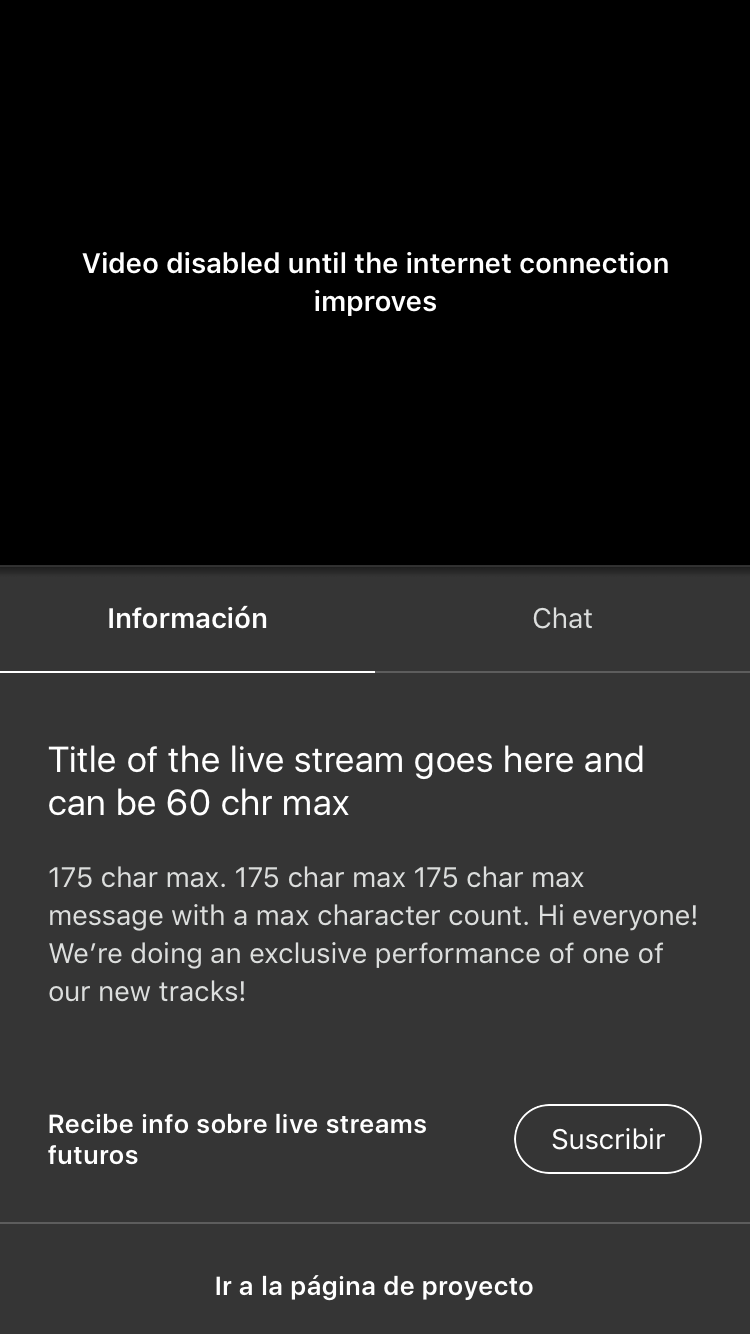 Video disabled until the internet connection
improves
Información
Chat
Title of the live stream goes here and
can be 60 chr max
175 char max. 175 char max 175 char max
message with a max character count. Hi everyone!
We’re doing an exclusive performance of one of
our new tracks!
Recibe info sobre live streams
futuros
Suscribir
Ir a la página de proyecto